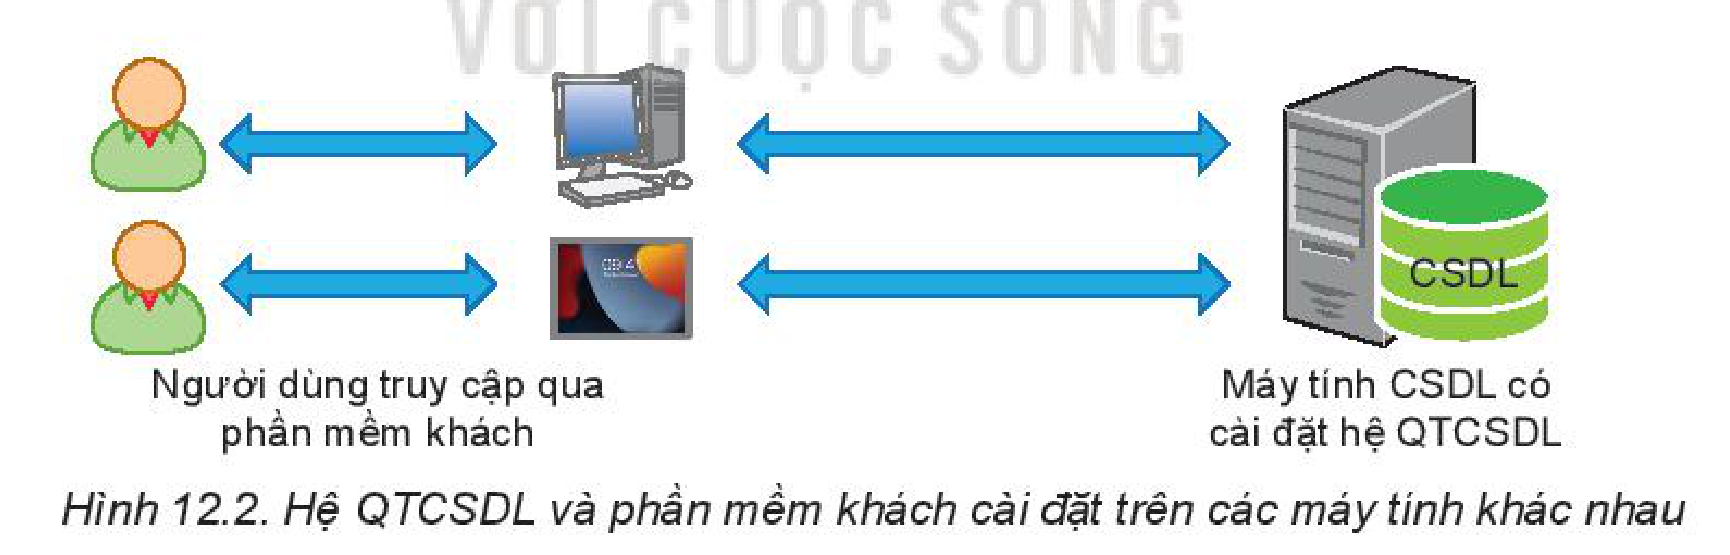 VỚI CUỘC SỐNG
CSDL
Người dùng truy cập qua
phần mềm khách
Máy tính CSDL có
cài đặt hệ QTCSDL
Hình 12.2. Hệ QTCSDL và phần mềm khách cài đặt trên các máy tính khác nhau